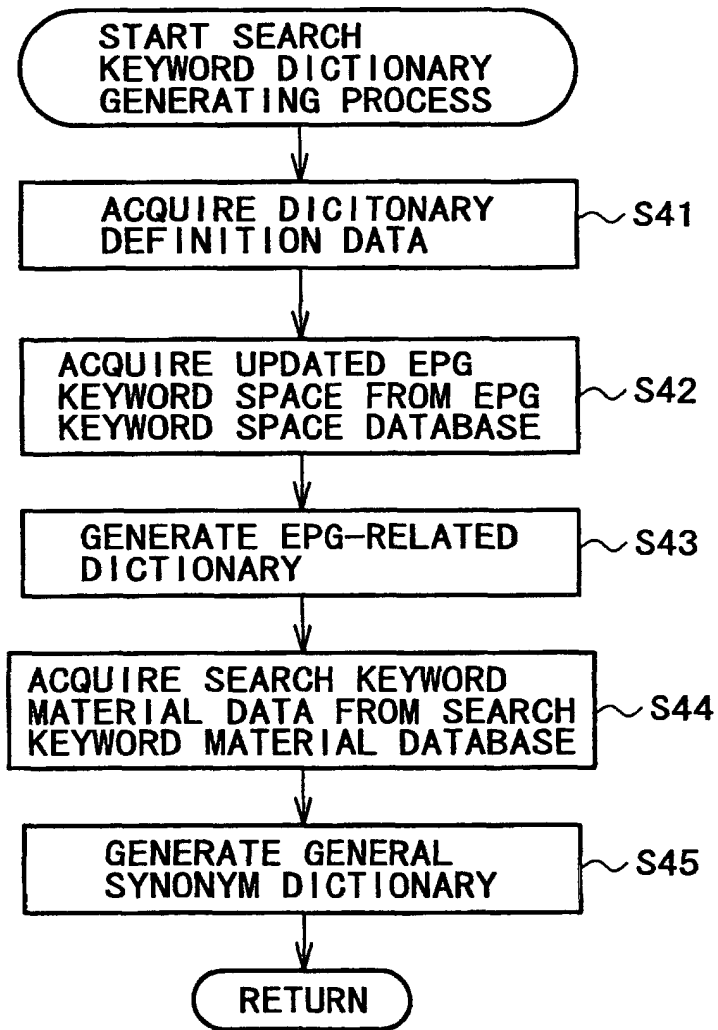 START SEARCH
KEYWORD DICTIONARY
GENERATING PROCESS
ACQUIRE DICITONARY
DEFINITION DATA
S41
ACQUIRE UPDATED EPG
KEYWORD SPACE FROM EPG
KEYWORD SPACE DATABASE
S42
GENERATE EPG-RELATED
DICTIONARY
S43
ACQUIRE SEARCH KEYWORD
MATERIAL DATA FROM SEARCH
KEYWORD MATERIAL DATABASE
S44
GENERATE GENERAL
SYNONYM DICTIONARY
S45
RETURN